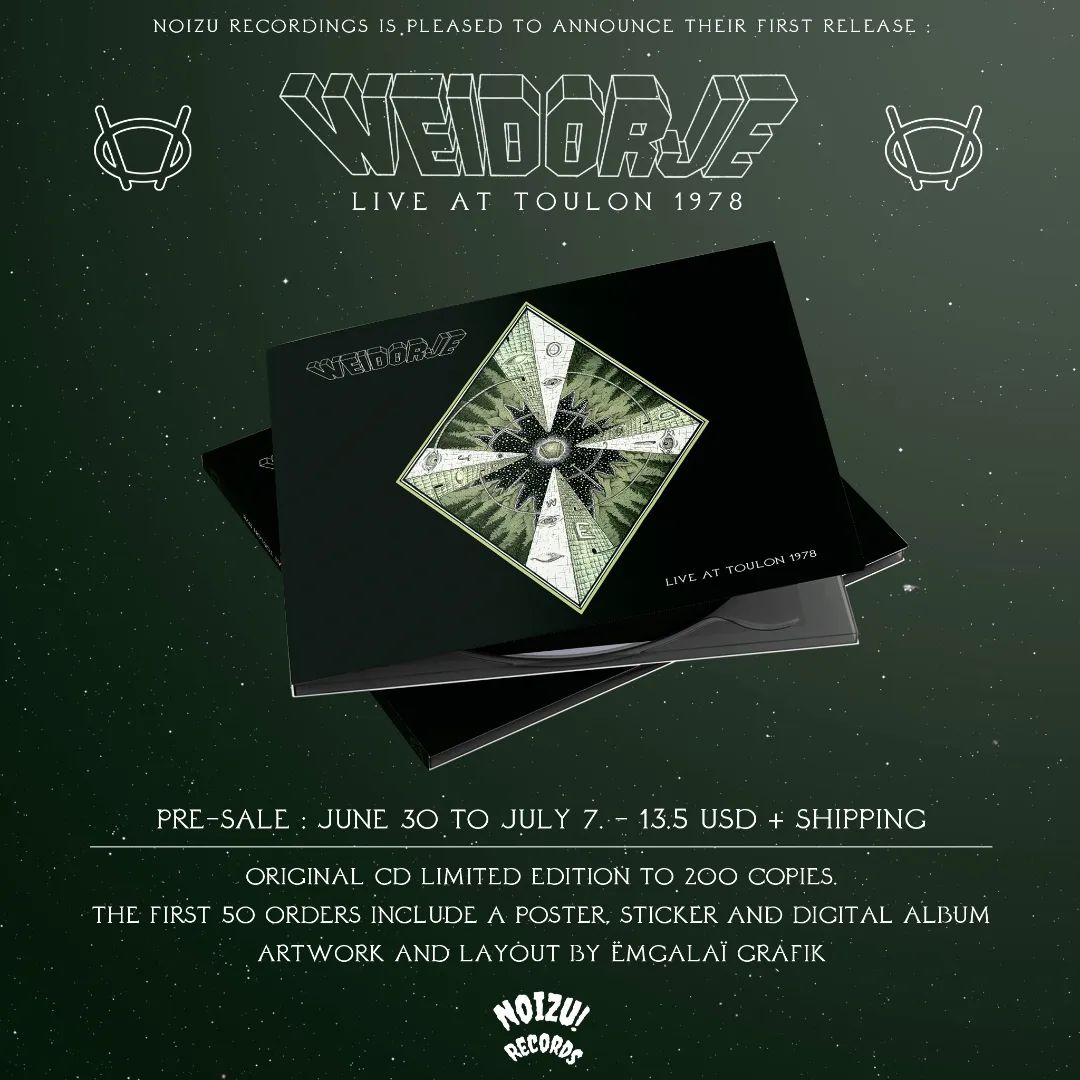 NOIZU RECORDINGS IS PLEASED TO ANNOUNCE THEIR FIRST RELEASE :
WEIDORJE
LIVE AT TOULON 1978
WEIDORJE
LIVE AT TOULON 1978
PRE-SALE : JUNE 30 TO JULY 7. - 13.5 USD + SHIPPING
ORIGINAL CD LIMITED EDITION TO 200 COPIES.
THE FIRST 50 ORDERS INCLUDE A POSTER, STICKER AND DIGITAL ALBUM
ARTWORK AND LAYOUT BY ËMGALAÏ GRAFIK
NOIZU!
RECORDS